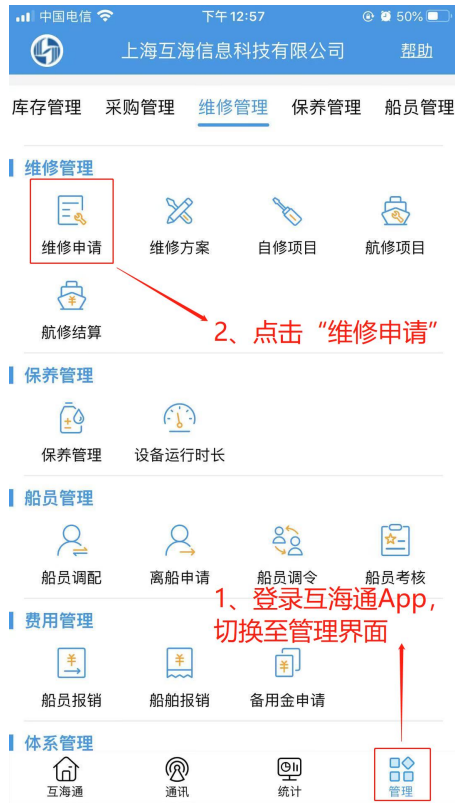 中国电信 下午12:57 50%
上海互海信息科技有限公司 帮助
库存管理 采购管理 维修管理 保养管理 船员管理
维修管理
维修申请 维修方案 自修项目 航修项目
航修结算
2、点击“维修申请”
保养管理
保养管理 设备运行时长
船员管理
船员调配 离船申请 船员调令 船员考核
1、登录互海通App，
切换至管理界面
费用管理
船员报销 船舶报销 备用金申请
体系管理
互海通 通讯 统计 管理